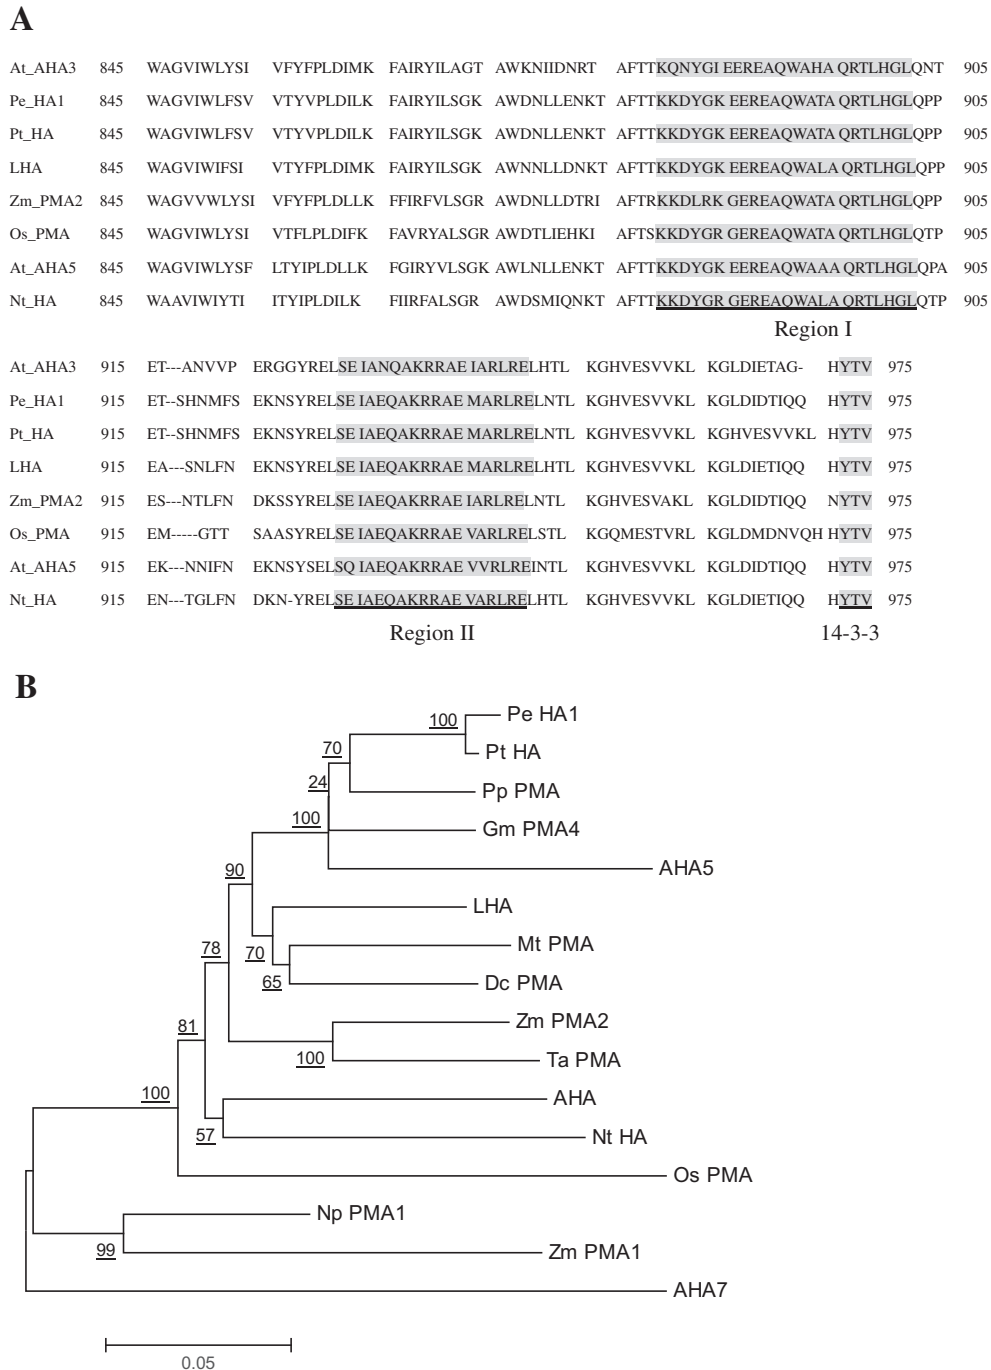 A
At_AHA3 845 WAGVIWLYSI VFYFPLDIMK FAIRYILAGT AWKNIIDNRT AFTTKQNYGI EEREAQWAHA QRTLHGLQNT 905
Pe_HA1 845 WAGVIWLFSV VTYVPLDILK FAIRYILSGK AWDNLLENKT AFTTKKDYGK EEREAQWATA QRTLHGLQPP 905
Pt_HA 845 WAGVIWLFSV VTYVPLDILK FAIRYILSGK AWDNLLENKT AFTTKKDYGK EEREAQWATA QRTLHGLQPP 905
LHA 845 WAGVIWIFSI VTYFPLDIMK FAIRYILSGK AWNNLLDNKT AFTTKKDYGK EEREAQWALA QRTLHGLQPP 905
Zm_PMA2 845 WAGVVWLYSI VFYFPLDLLK FFIRFVLSGR AWDNLLDTRI AFTRKKDLRK GEREAQWATA QRTLHGLQPP 905
Os_PMA 845 WAGVIWLYSI VTFLPLDIFK FAVRYALSGR AWDTLIEHKI AFTSKKDYGR GEREAQWATA QRTLHGLQTP 905
At_AHA5 845 WAGVIWLYSF LTYIPLDLLK FGIRYVLSGK AWLNLLENKT AFTTKKDYGK EEREAQWAAA QRTLHGLQPA 905
Nt_HA 845 WAAVIWIYTI ITYIPLDILK FIIRFALSGR AWDSMIQNKT AFTTKKDYGR GEREAQWALA QRTLHGLQTP 905
Region I
At_AHA3 915 ET---ANVVP ERGGYRELSE IANQAKRRAE IARLRELHTL KGHVESVVKL KGLDIETAG- HYTV 975
Pe_HA1 915 ET--SHNMFS EKNSYRELSE IAEQAKRRAE MARLRELNTL KGHVESVVKL KGLDIDTIQQ HYTV 975
Pt_HA 915 ET--SHNMFS EKNSYRELSE IAEQAKRRAE MARLRELNTL KGHVESVVKL KGHVESVVKL HYTV 975
LHA 915 EA---SNLFN EKNSYRELSE IAEQAKRRAE MARLRELHTL KGHVESVVKL KGLDIETIQQ HYTV 975
Zm_PMA2 915 ES---NTLFN DKSSYRELSE IAEQAKRRAE IARLRELNTL KGHVESVAKL KGLDIDTIQQ NYTV 975
Os_PMA 915 EM-----GTT SAASYRELSE IAEQAKRRAE VARLRELSTL KGQMESTVRL KGLDMDNVQH HYTV 975
At_AHA5 915 EK---NNIFN EKNSYSELSQ IAEQAKRRAE VVRLREINTL KGHVESVVKL KGLDIDTIQQ HYTV 975
Nt_HA 915 EN---TGLFN DKN-YRELSE IAEQAKRRAE VARLRELHTL KGHVESVVKL KGLDIETIQQ HYTV 975
Region II 14-3-3
B
100 Pe HA1
70 Pt HA
24 Pp PMA
100 Gm PMA4
90 AHA5
LHA
78 70 Mt PMA
65 Dc PMA
81 Zm PMA2
100 Ta PMA
100 AHA
57 Nt HA
Os PMA
Np PMA1
99 Zm PMA1
AHA7
0.05